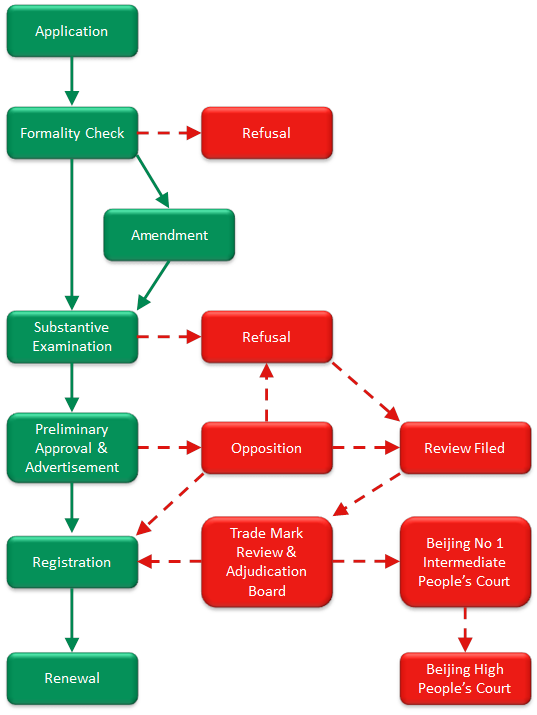 Application
Formality Check
Refusal
Amendment
Substantive
Examination
Refusal
Preliminary
Approval &
Advertisement
Opposition
Review Filed
Registration
Trade Mark
Review &
Adjudication
Board
Beijing No 1
Intermediate
People’s Court
Renewal
Beijing High
People’s Court